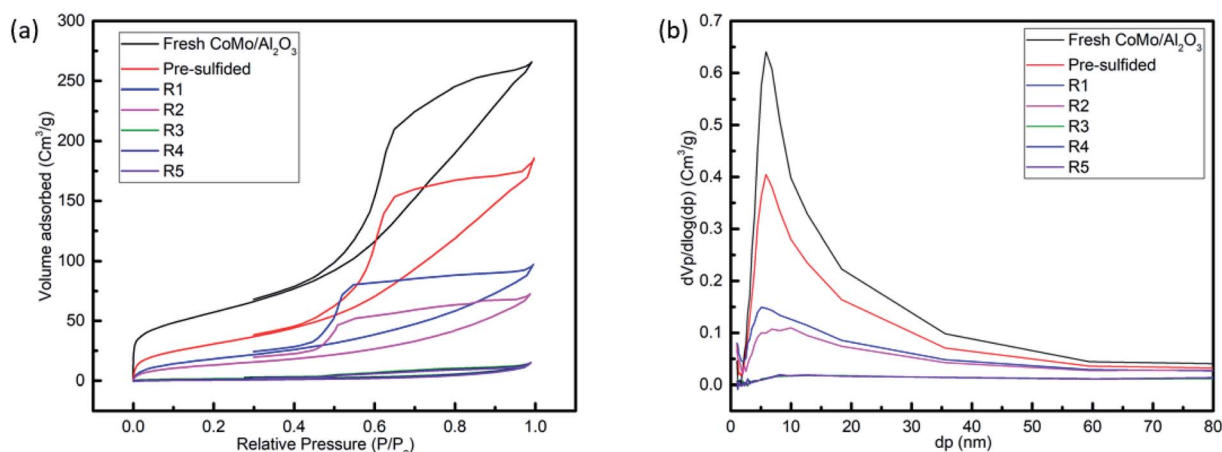 (a)
300
250
200
150
100
50
0
Volume adsorbed (Cm³/g)
Fresh CoMo/Al₂O₃
Pre-sulfided
R1
R2
R3
R4
R5
0.0 0.2 0.4 0.6 0.8 1.0
Relative Pressure (P/P₀)
(b)
0.7
0.6
0.5
0.4
0.3
0.2
0.1
0.0
dVp/dlog(dp) (Cm³/g)
Fresh CoMo/Al₂O₃
Pre-sulfided
R1
R2
R3
R4
R5
0 10 20 30 40 50 60 70 80
dp (nm)